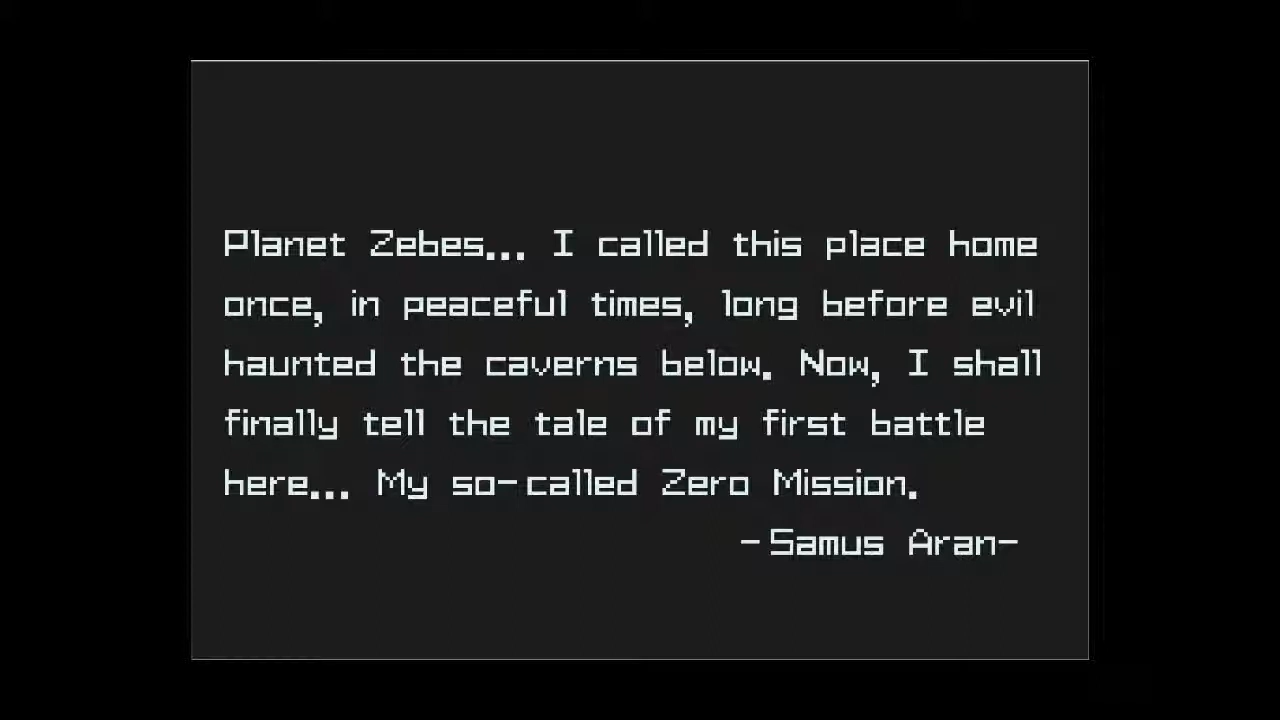 Planet Zebes... I called this place home
once, in peaceful times, long before evil
haunted the caverns below. Now, I shall
finally tell the tale of my first battle
here... My so-called Zero Mission.
-Samus Aran-